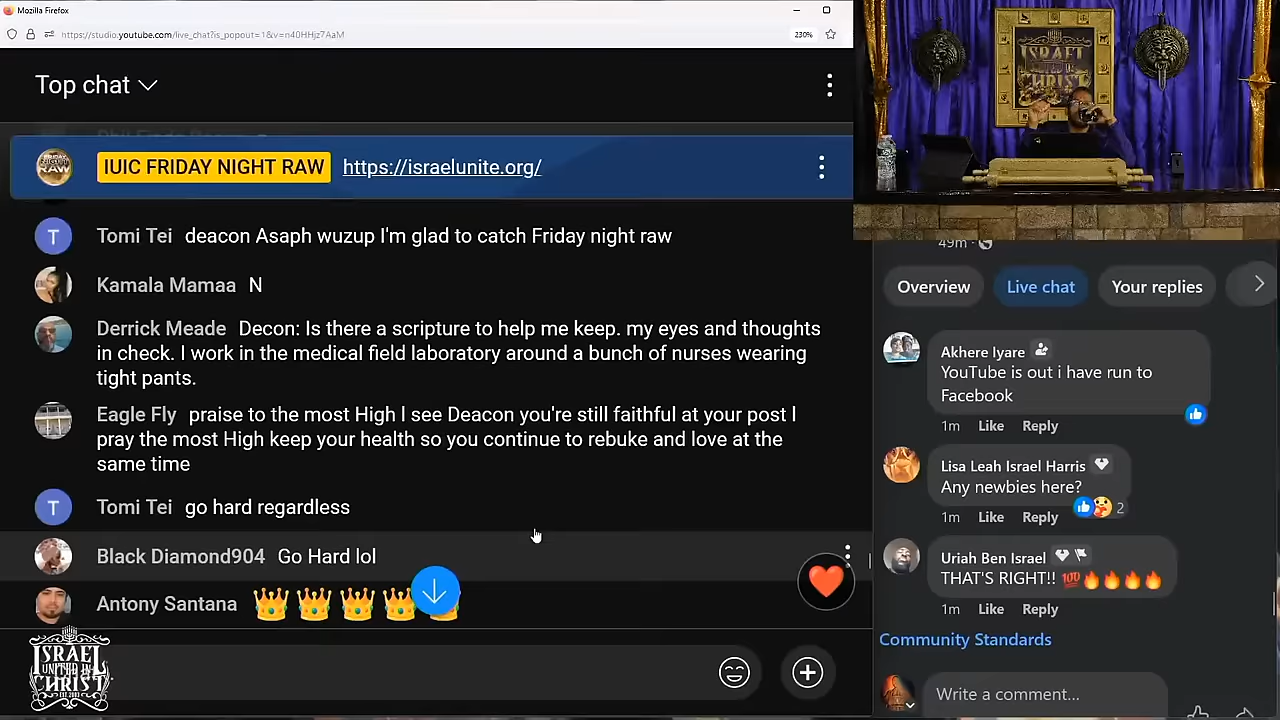 Mozilla Firefox
https://studio.youtube.com/live_chat?is_popout=1&v=n40HHjz7AaM
230%
Top chat
IUIC FRIDAY NIGHT RAW https://israelunite.org/
Tomi Tei deacon Asaph wuzup I'm glad to catch Friday night raw
Kamala Mamaa N
Derrick Meade Decon: Is there a scripture to help me keep. my eyes and thoughts
in check. I work in the medical field laboratory around a bunch of nurses wearing
tight pants.
Eagle Fly praise to the most High I see Deacon you're still faithful at your post I
pray the most High keep your health so you continue to rebuke and love at the
same time
Tomi Tei go hard regardless
Black Diamond904 Go Hard lol
Antony Santana 👑👑👑👑👑
ISRAEL
UNITED IN
CHRIST
ISRAEL
UNITED IN
CHRIST
49m
Overview Live chat Your replies
Akhere Iyare
YouTube is out i have run to
Facebook
1m Like Reply
Lisa Leah Israel Harris
Any newbies here?
2
1m Like Reply
Uriah Ben Israel
THAT'S RIGHT!! 💯🔥🔥🔥🔥
1m Like Reply
Community Standards
Write a comment...